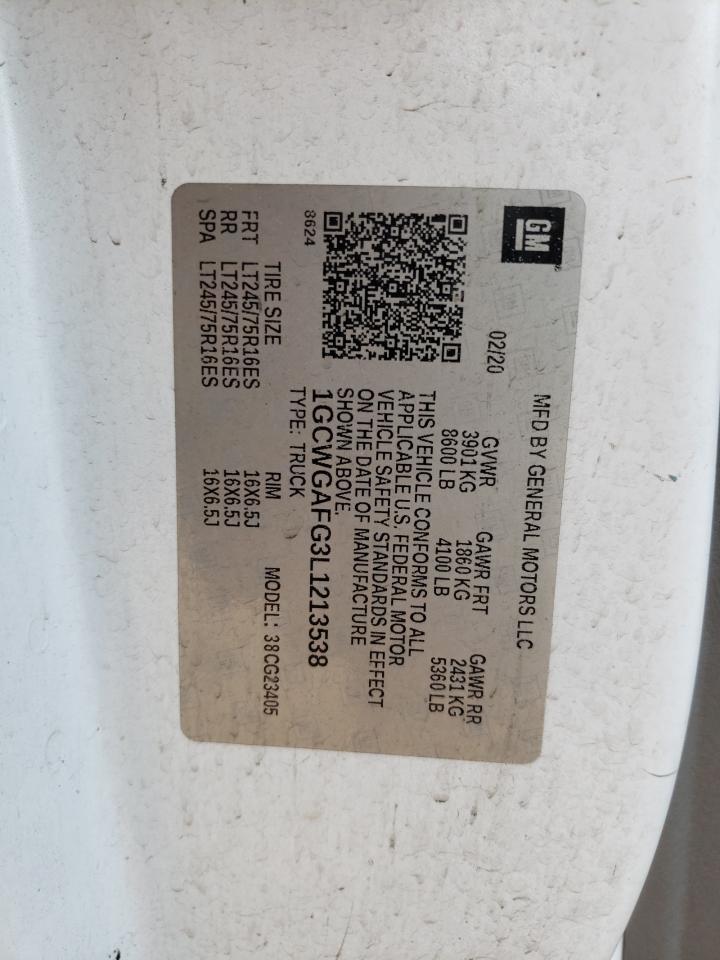 GM
MFD BY GENERAL MOTORS LLC
02/20
GVWR GAWR FRT GAWR RR
3901 KG 1860 KG 2431 KG
8600 LB 4100 LB 5360 LB
THIS VEHICLE CONFORMS TO ALL
APPLICABLE U.S. FEDERAL MOTOR
VEHICLE SAFETY STANDARDS IN EFFECT
ON THE DATE OF MANUFACTURE
SHOWN ABOVE.
1GCWGAFG3L1213538
TYPE: TRUCK
8624
MODEL: 38CG23405
TIRE SIZE RIM
FRT LT245/75R16ES 16X6.5J
RR LT245/75R16ES 16X6.5J
SPA LT245/75R16ES 16X6.5J